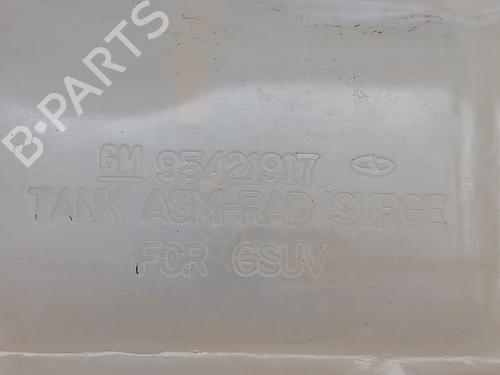 B-PARTS
GM 95421917
TANK ASM-RAD SURGE
FOR GSUV